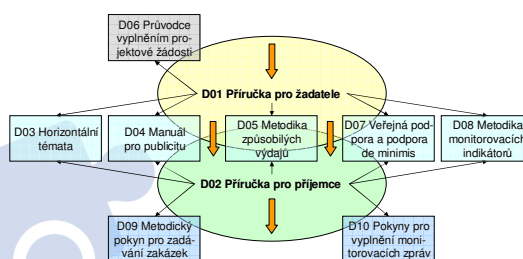 D06 Průvodce
vyplněním pro-
jektové žádosti
D01 Příručka pro žadatele
D03 Horizontální
témata
D04 Manuál
pro publicitu
D05 Metodika
způsobilých
výdajů
D07 Veřejná pod-
pora a podpora
de minimis
D08 Metodika
monitorovacích
indikátorů
D02 Příručka pro příjemce
D09 Metodický
pokyn pro zadá-
vání zakázek
D10 Pokyny pro
vyplnění moni-
torovacích zpráv